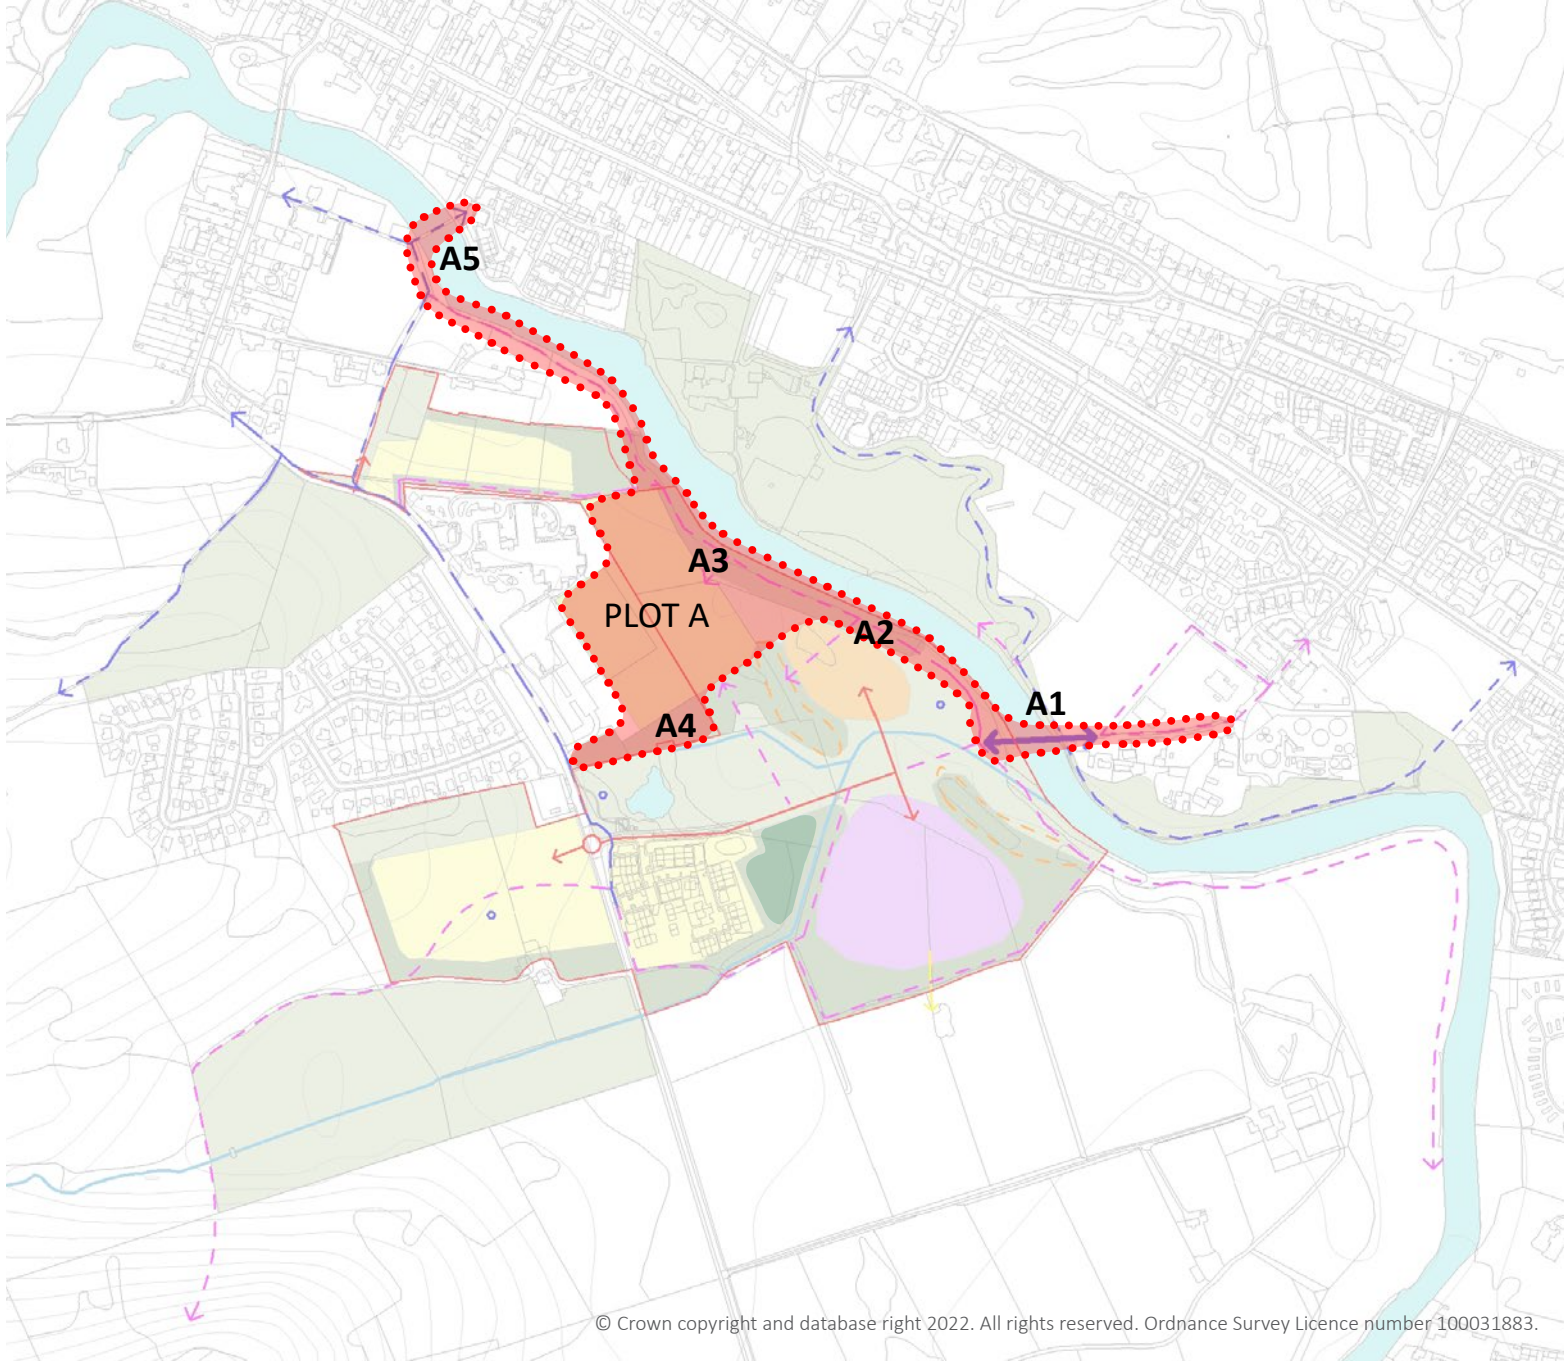 A5
A3
PLOT A
A2
A1
A4
© Crown copyright and database right 2022. All rights reserved. Ordnance Survey Licence number 100031883.